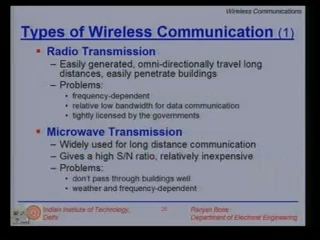 Wireless Communications
Types of Wireless Communication (1)
Radio Transmission
– Easily generated, omni-directionally travel long
distances, easily penetrate buildings
– Problems:
• frequency-dependent
• relative low bandwidth for data communication
• tightly licensed by the governments
Microwave Transmission
– Widely used for long distance communication
– Gives a high S/N ratio, relatively inexpensive
– Problems:
• don't pass through buildings well
• weather and frequency-dependent
Indian Institute of Technology,
Delhi
Ranjan Bose
Department of Electrical Engineering